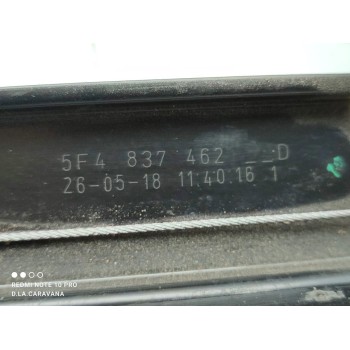 5F4 837 462 __D
26-05-18 11.40.16 1
REDMI NOTE 10 PRO
D.LA.CARAVANA